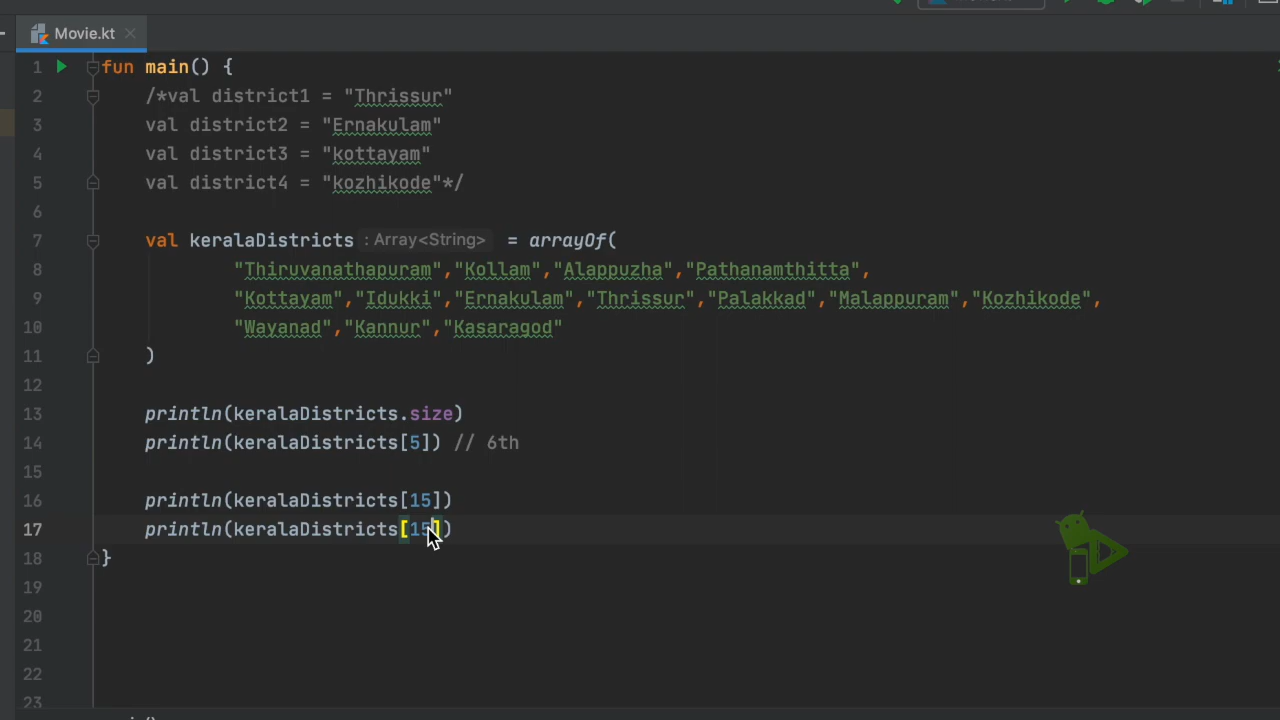 Movie.kt
1 fun main() {
2 /*val district1 = "Thrissur"
3 val district2 = "Ernakulam"
4 val district3 = "kottayam"
5 val district4 = "kozhikode"*/
6
7 val keralaDistricts : Array<String> = arrayOf(
8 "Thiruvanathapuram","Kollam","Alappuzha","Pathanamthitta",
9 "Kottayam","Idukki","Ernakulam","Thrissur","Palakkad","Malappuram","Kozhikode",
10 "Wayanad","Kannur","Kasaragod"
11 )
12
13 println(keralaDistricts.size)
14 println(keralaDistricts[5]) // 6th
15
16 println(keralaDistricts[15])
17 println(keralaDistricts[15])
18 }
19
20
21
22
23